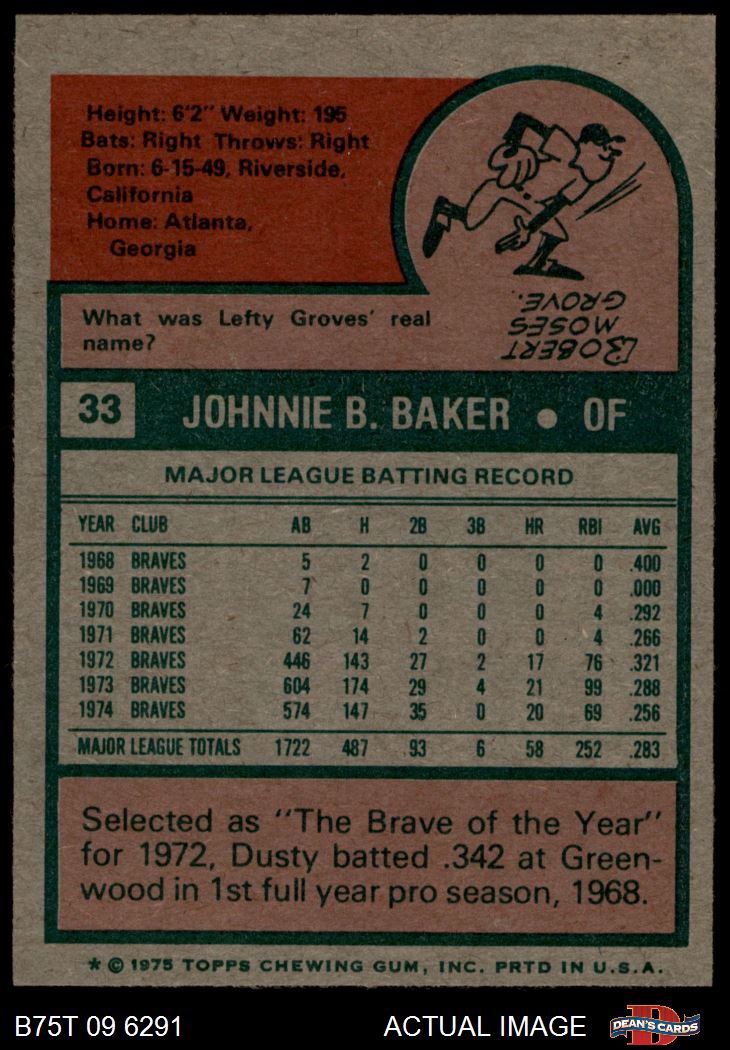 Height: 6'2" Weight: 195
Bats: Right Throws: Right
Born: 6-15-49, Riverside,
California
Home: Atlanta,
Georgia
What was Lefty Groves' real
name?
ROBERT
MOSES
GROVE.
33 JOHNNIE B. BAKER • OF
MAJOR LEAGUE BATTING RECORD
YEAR CLUB AB H 2B 3B HR RBI AVG
1968 BRAVES 5 2 0 0 0 0 .400
1969 BRAVES 7 0 0 0 0 0 .000
1970 BRAVES 24 7 0 0 0 4 .292
1971 BRAVES 62 14 2 0 0 4 .266
1972 BRAVES 446 143 27 2 17 76 .321
1973 BRAVES 604 174 29 4 21 99 .288
1974 BRAVES 574 147 35 0 20 69 .256
MAJOR LEAGUE TOTALS 1722 487 93 6 58 252 .283
Selected as "The Brave of the Year"
for 1972, Dusty batted .342 at Green-
wood in 1st full year pro season, 1968.
* © 1975 TOPPS CHEWING GUM, INC. PRTD IN U.S.A.
B75T 09 6291 ACTUAL IMAGE DEAN'S CARDS